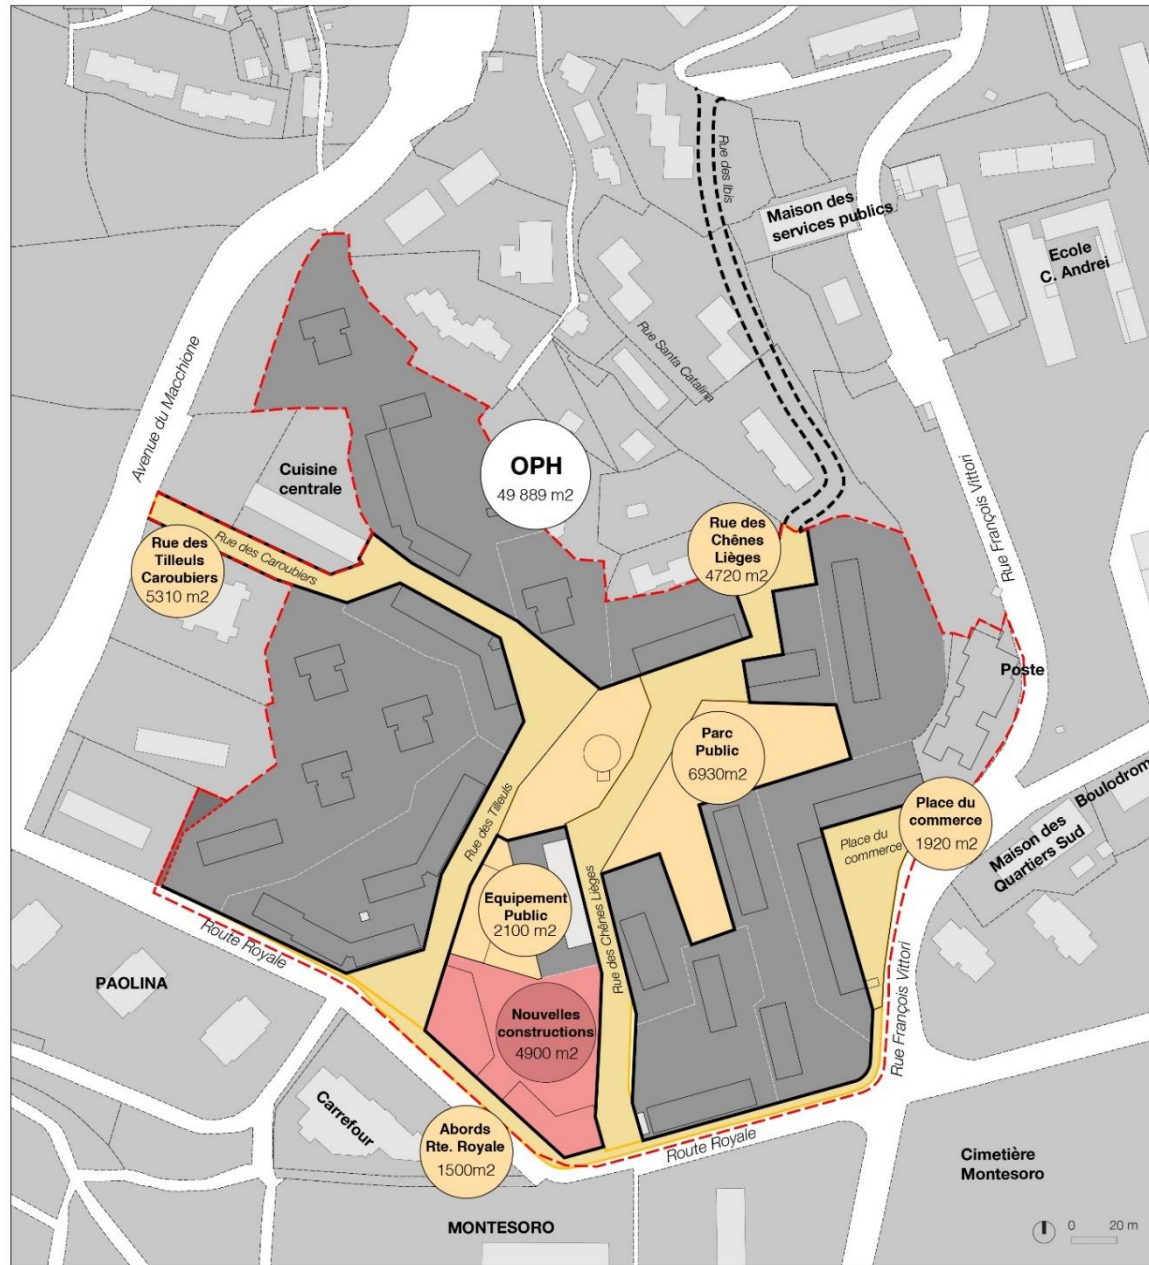 Rue des Ibis
Maison des
services publics
Ecole
C. Andrei
Rue Santa Catalina
Avenue du Macchione
Cuisine
centrale
OPH
49 889 m2
Rue des
Chênes
Lièges
4720 m2
Rue François Vittori
Rue des
Tilleuls
Caroubiers
5310 m2
Rue des Caroubiers
Poste
Parc
Public
6930m2
Rue des Tilleuls
Place du
commerce
1920 m2
Place du
commerce
Boulodrom
Maison des
Quartiers Sud
Equipement
Public
2100 m2
Rue des Chênes Lièges
Route Royale
PAOLINA
Nouvelles
constructions
4900 m2
Rue François Vittori
Carrefour
Abords
Rte. Royale
1500m2
Route Royale
Cimetière
Montesoro
MONTESORO
0 20 m